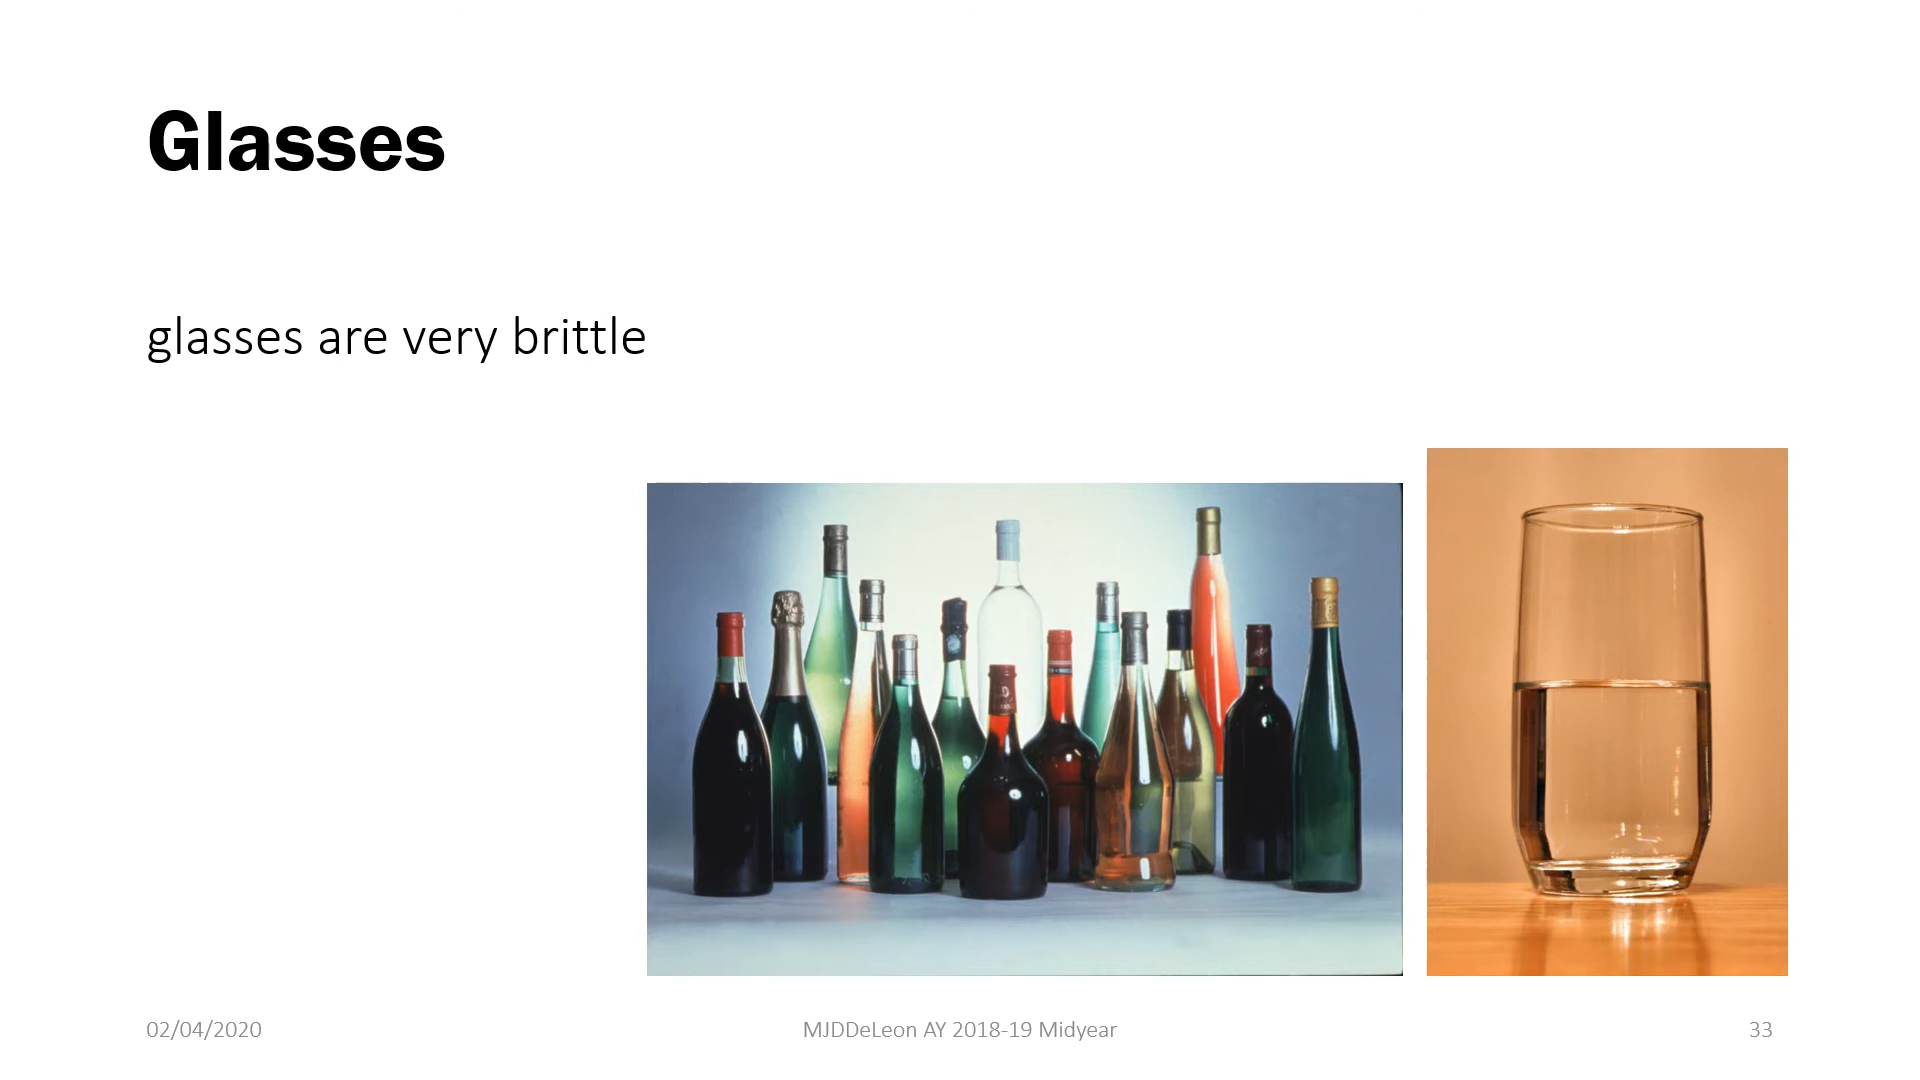 Glasses
glasses are very brittle
02/04/2020
MJDDeLeon AY 2018-19 Midyear
33